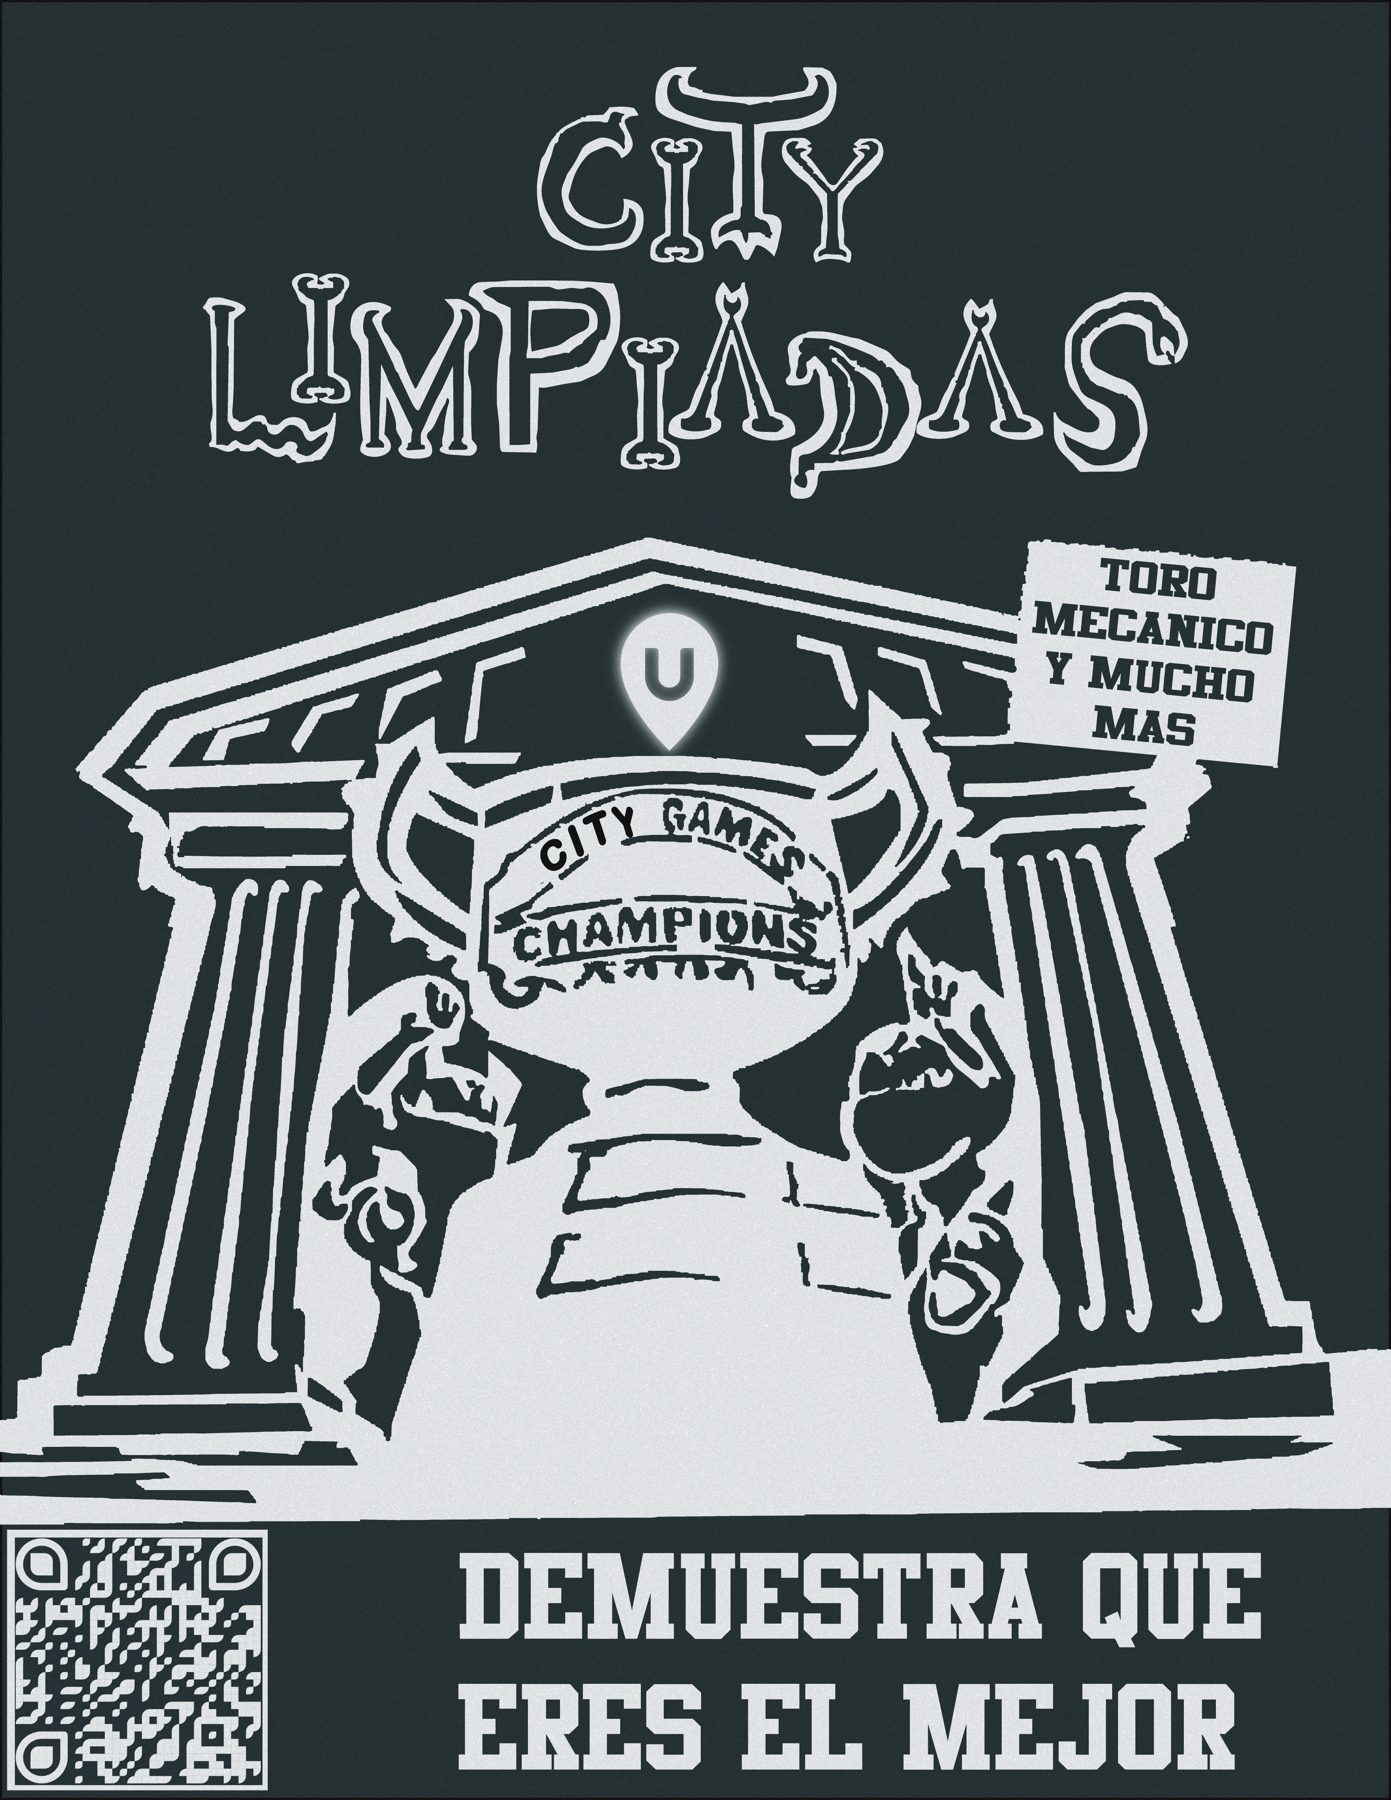 CITY
LIMPIADAS
TORO
MECANICO
Y MUCHO
MAS
U
CITY GAMES
CHAMPIONS
DEMUESTRA QUE
ERES EL MEJOR